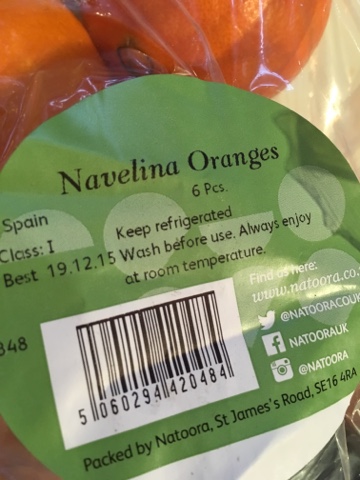 Navelina Oranges
6 Pcs.
Spain
Class: I
Best 19.12.15
Keep refrigerated
Wash before use. Always enjoy
at room temperature.
Find us here:
www.natoora.co.
@NATOORACOUK
NATOORAUK
@NATOORA
348
5 060294 420484
Packed by Natoora, St James's Road, SE16 4RA